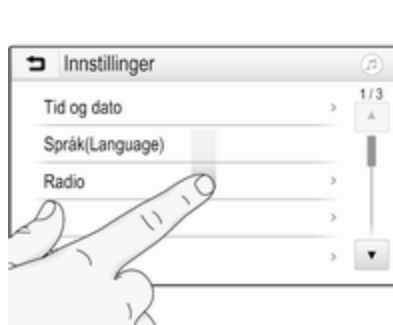 Innstillinger
1/3
Tid og dato
Språk(Language)
Radio